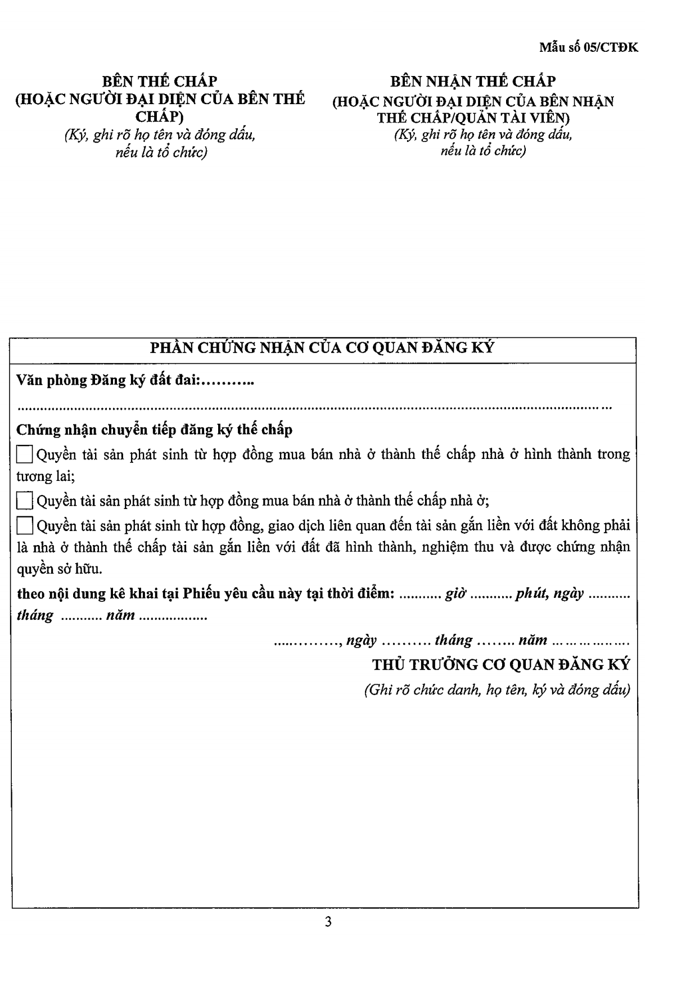 Mẫu số 05/CTĐK
BÊN THẾ CHẤP
(HOẶC NGƯỜI ĐẠI DIỆN CỦA BÊN THẾ
CHẤP)
(Ký, ghi rõ họ tên và đóng dấu,
nếu là tổ chức)
BÊN NHẬN THẾ CHẤP
(HOẶC NGƯỜI ĐẠI DIỆN CỦA BÊN NHẬN
THẾ CHẤP/QUẢN TÀI VIÊN)
(Ký, ghi rõ họ tên và đóng dấu,
nếu là tổ chức)
PHẦN CHỨNG NHẬN CỦA CƠ QUAN ĐĂNG KÝ
Văn phòng Đăng ký đất đai:...........
........................................................................................................................................................
Chứng nhận chuyển tiếp đăng ký thế chấp
Quyền tài sản phát sinh từ hợp đồng mua bán nhà ở thành thế chấp nhà ở hình thành trong
tương lai;
Quyền tài sản phát sinh từ hợp đồng mua bán nhà ở thành thế chấp nhà ở;
Quyền tài sản phát sinh từ hợp đồng, giao dịch liên quan đến tài sản gắn liền với đất không phải
là nhà ở thành thế chấp tài sản gắn liền với đất đã hình thành, nghiệm thu và được chứng nhận
quyền sở hữu.
theo nội dung kê khai tại Phiếu yêu cầu này tại thời điểm: ........... giờ ........... phút, ngày ...........
tháng ........... năm ..................
..............., ngày .......... tháng ........ năm ..................
THỦ TRƯỞNG CƠ QUAN ĐĂNG KÝ
(Ghi rõ chức danh, họ tên, ký và đóng dấu)
3